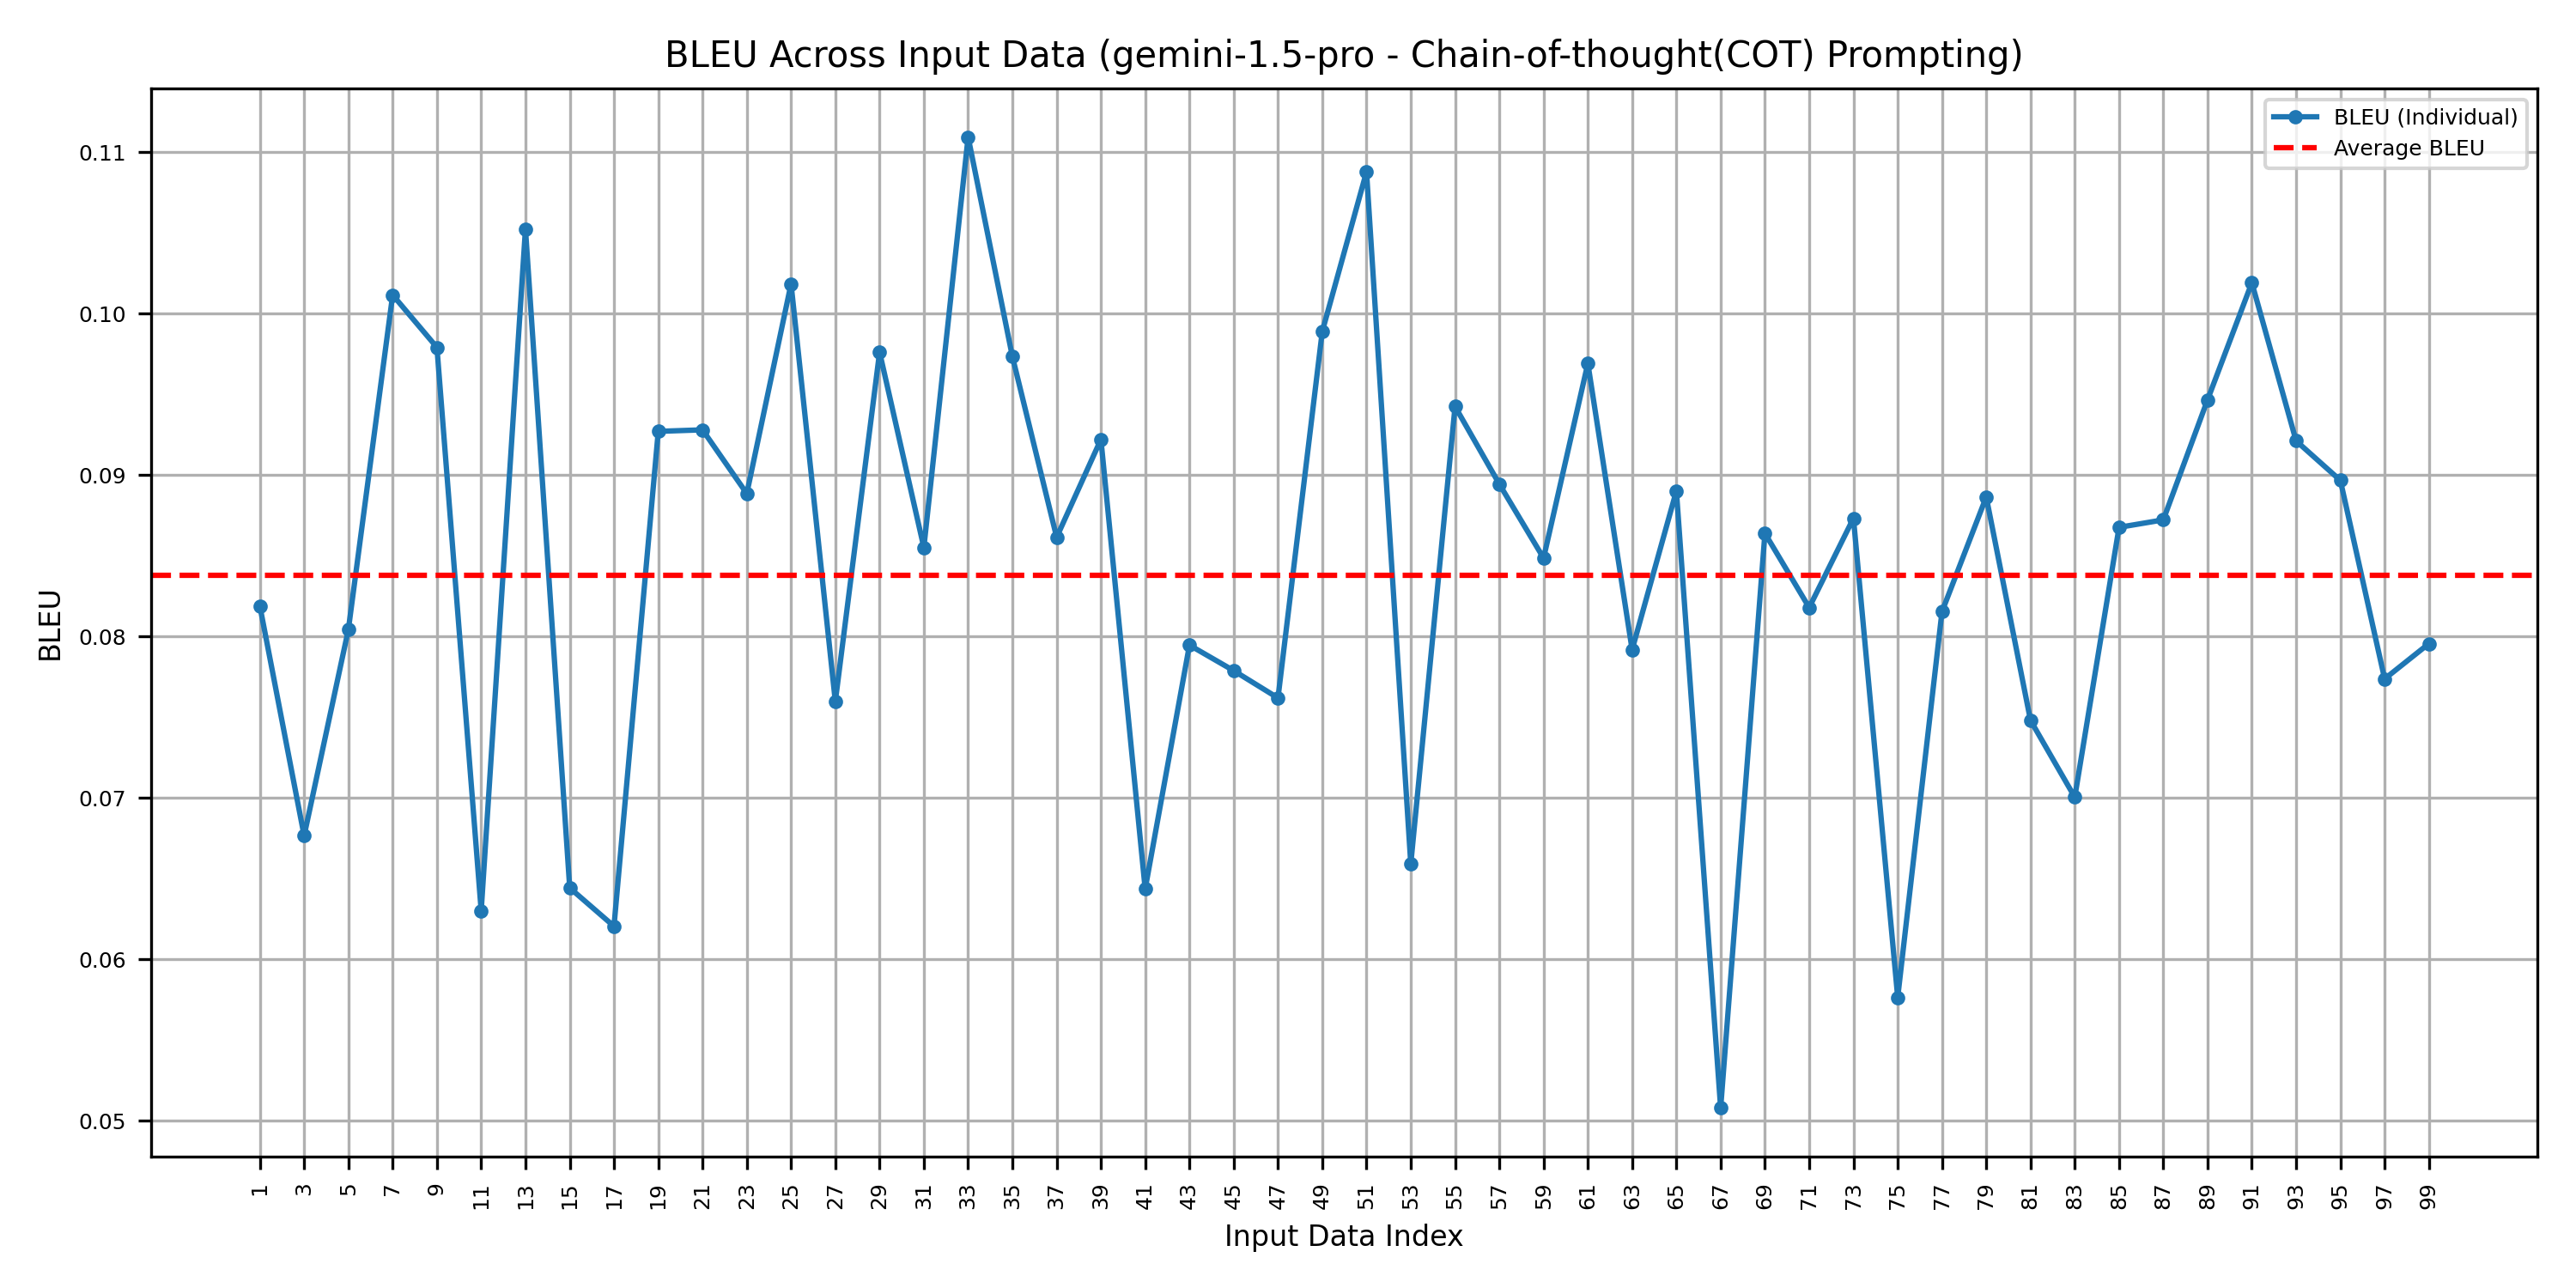 BLEU Across Input Data (gemini-1.5-pro - Chain-of-thought(COT) Prompting)
BLEU (Individual)
Average BLEU
BLEU
0.11
0.10
0.09
0.08
0.07
0.06
0.05
1 3 5 7 9 11 13 15 17 19 21 23 25 27 29 31 33 35 37 39 41 43 45 47 49 51 53 55 57 59 61 63 65 67 69 71 73 75 77 79 81 83 85 87 89 91 93 95 97 99
Input Data Index